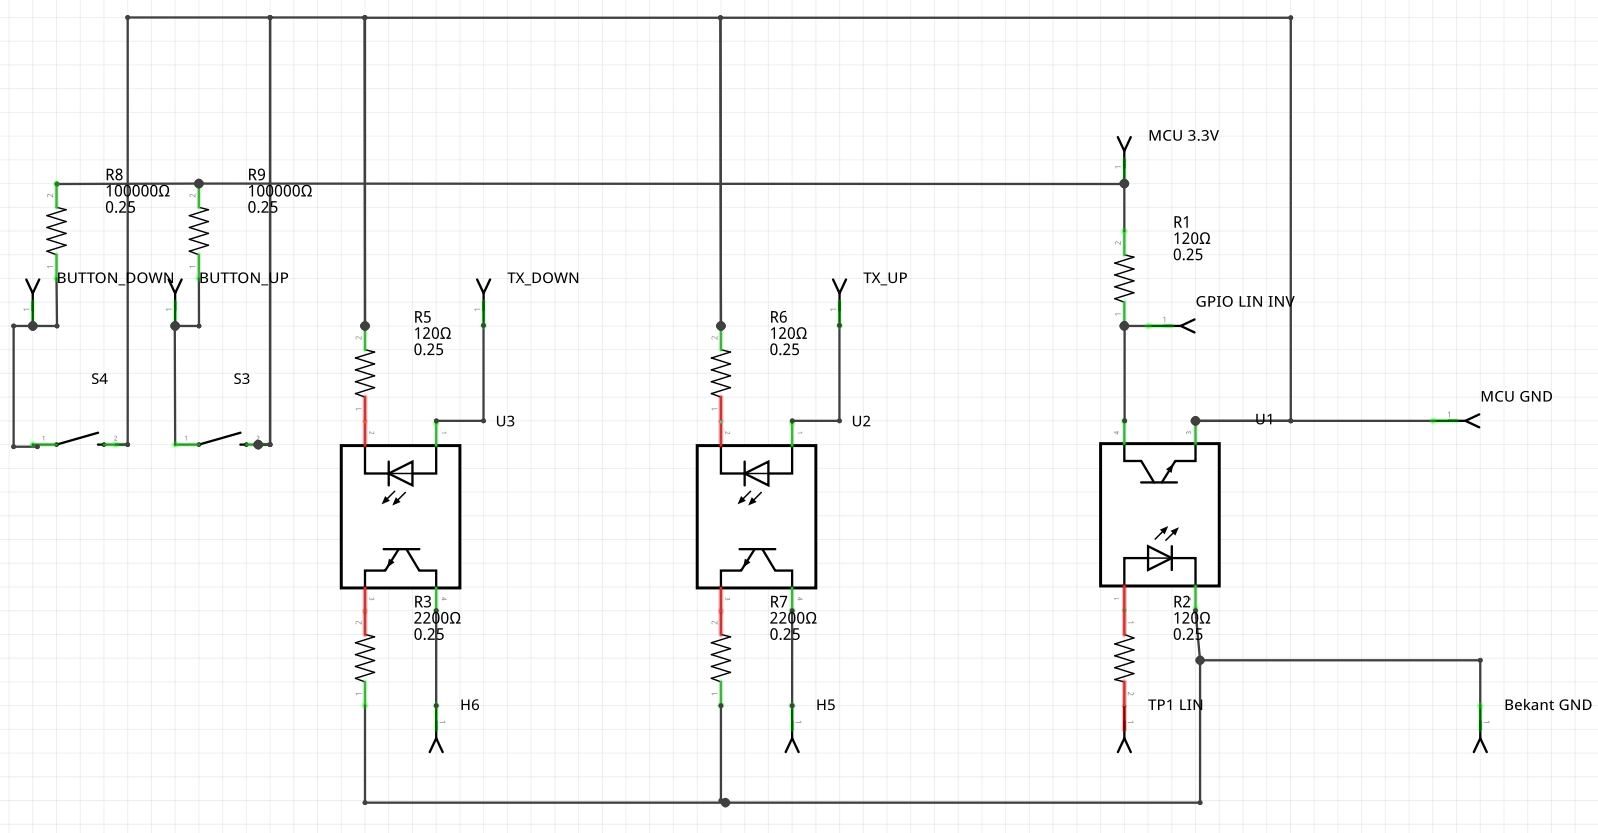 MCU 3.3V
R8
100000Ω
0.25
R9
100000Ω
0.25
R1
120Ω
0.25
BUTTON_DOWN
BUTTON_UP
TX_DOWN
TX_UP
GPIO LIN INV
R5
120Ω
0.25
R6
120Ω
0.25
S4
S3
MCU GND
U3
U2
U1
R3
2200Ω
0.25
R7
2200Ω
0.25
R2
120Ω
0.25
H6
H5
TP1 LIN
Bekant GND